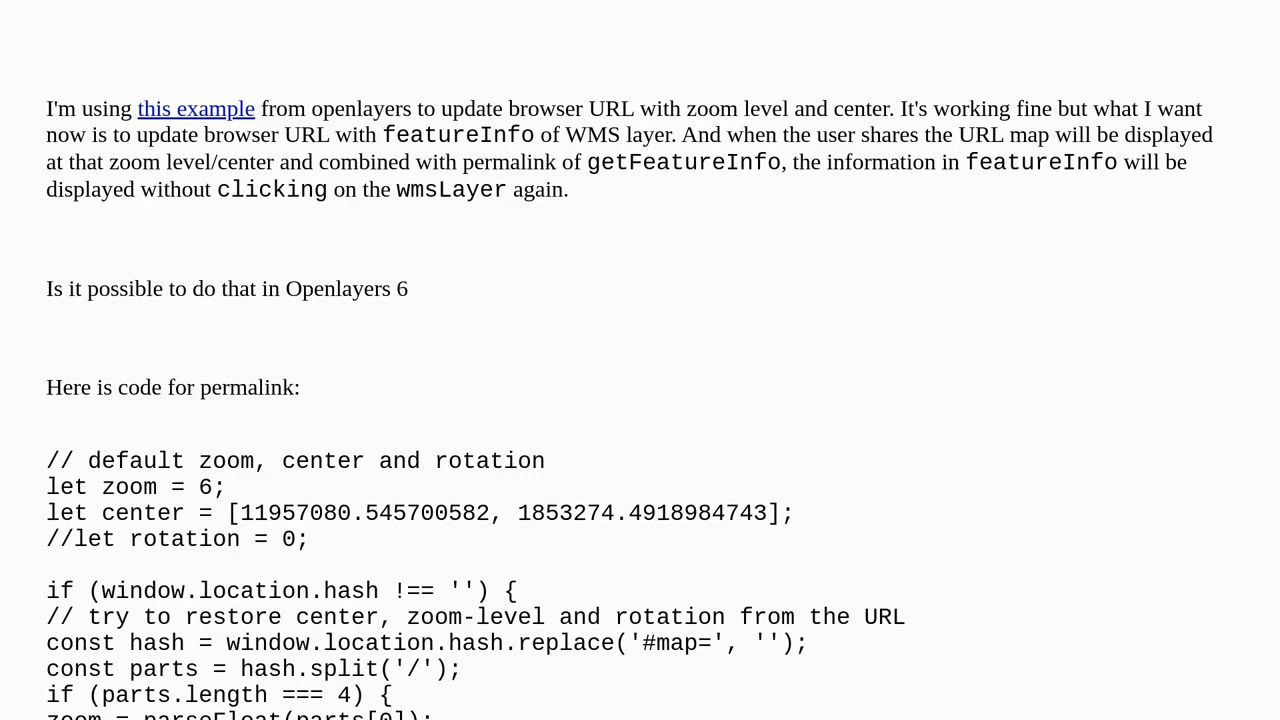 I'm using this example from openlayers to update browser URL with zoom level and center. It's working fine but what I want
now is to update browser URL with featureInfo of WMS layer. And when the user shares the URL map will be displayed
at that zoom level/center and combined with permalink of getFeatureInfo, the information in featureInfo will be
displayed without clicking on the wmsLayer again.
Is it possible to do that in Openlayers 6
Here is code for permalink:
// default zoom, center and rotation
let zoom = 6;
let center = [11957080.545700582, 1853274.4918984743];
//let rotation = 0;
if (window.location.hash !== '') {
// try to restore center, zoom-level and rotation from the URL
const hash = window.location.hash.replace('#map=', '');
const parts = hash.split('/');
if (parts.length === 4) {
zoom = parseFloat(parts[0]);